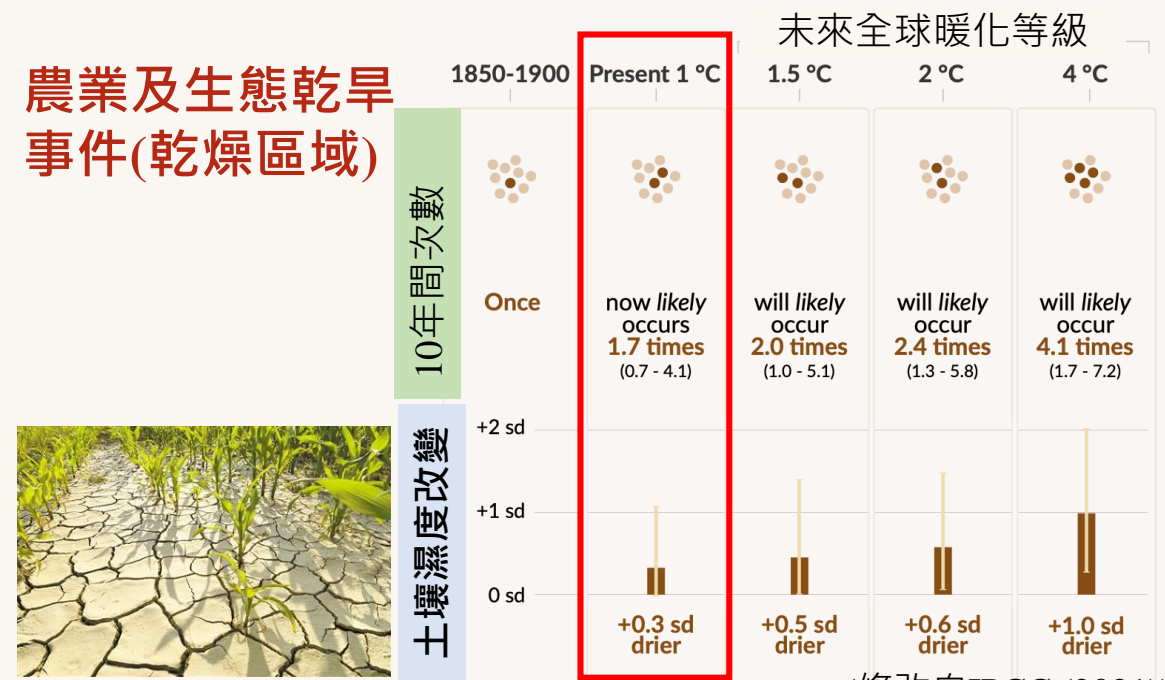 未來全球暖化等級
農業及生態乾旱
事件(乾燥區域)
1850-1900
Present 1 °C
1.5 °C
2 °C
4 °C
10年間次數
Once
now likely
occurs
1.7 times
(0.7 - 4.1)
will likely
occur
2.0 times
(1.0 - 5.1)
will likely
occur
2.4 times
(1.3 - 5.8)
will likely
occur
4.1 times
(1.7 - 7.2)
土壤濕度改變
+2 sd
+1 sd
0 sd
+0.3 sd
drier
+0.5 sd
drier
+0.6 sd
drier
+1.0 sd
drier